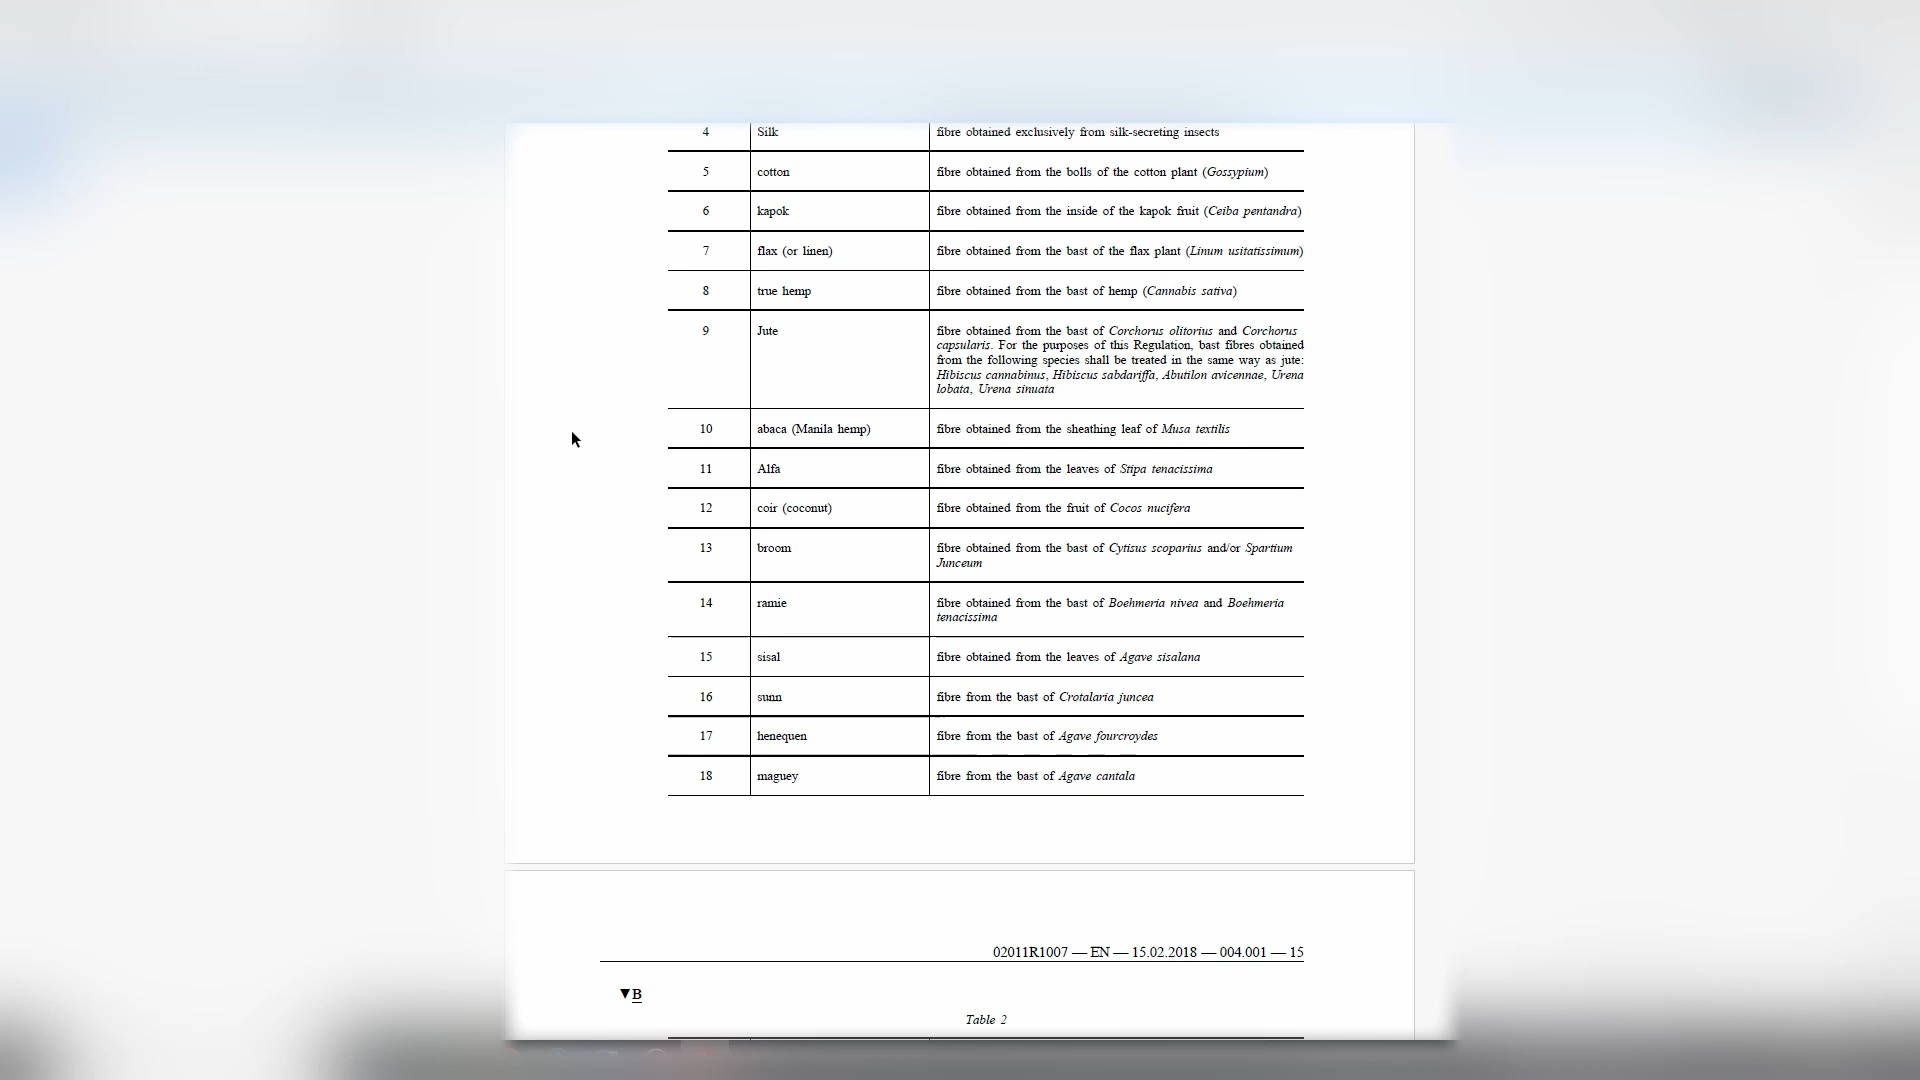 4 Silk fibre obtained exclusively from silk-secreting insects
5 cotton fibre obtained from the bolls of the cotton plant (Gossypium)
6 kapok fibre obtained from the inside of the kapok fruit (Ceiba pentandra)
7 flax (or linen) fibre obtained from the bast of the flax plant (Linum usitatissimum)
8 true hemp fibre obtained from the bast of hemp (Cannabis sativa)
9 Jute fibre obtained from the bast of Corchorus olitorius and Corchorus
capsularis. For the purposes of this Regulation, bast fibres obtained
from the following species shall be treated in the same way as jute:
Hibiscus cannabinus, Hibiscus sabdariffa, Abutilon avicennae, Urena
lobata, Urena sinuata
10 abaca (Manila hemp) fibre obtained from the sheathing leaf of Musa textilis
11 Alfa fibre obtained from the leaves of Stipa tenacissima
12 coir (coconut) fibre obtained from the fruit of Cocos nucifera
13 broom fibre obtained from the bast of Cytisus scoparius and/or Spartium
Junceum
14 ramie fibre obtained from the bast of Boehmeria nivea and Boehmeria
tenacissima
15 sisal fibre obtained from the leaves of Agave sisalana
16 sunn fibre from the bast of Crotalaria juncea
17 henequen fibre from the bast of Agave fourcroydes
18 maguey fibre from the bast of Agave cantala
02011R1007 — EN — 15.02.2018 — 004.001 — 15
▼B
Table 2